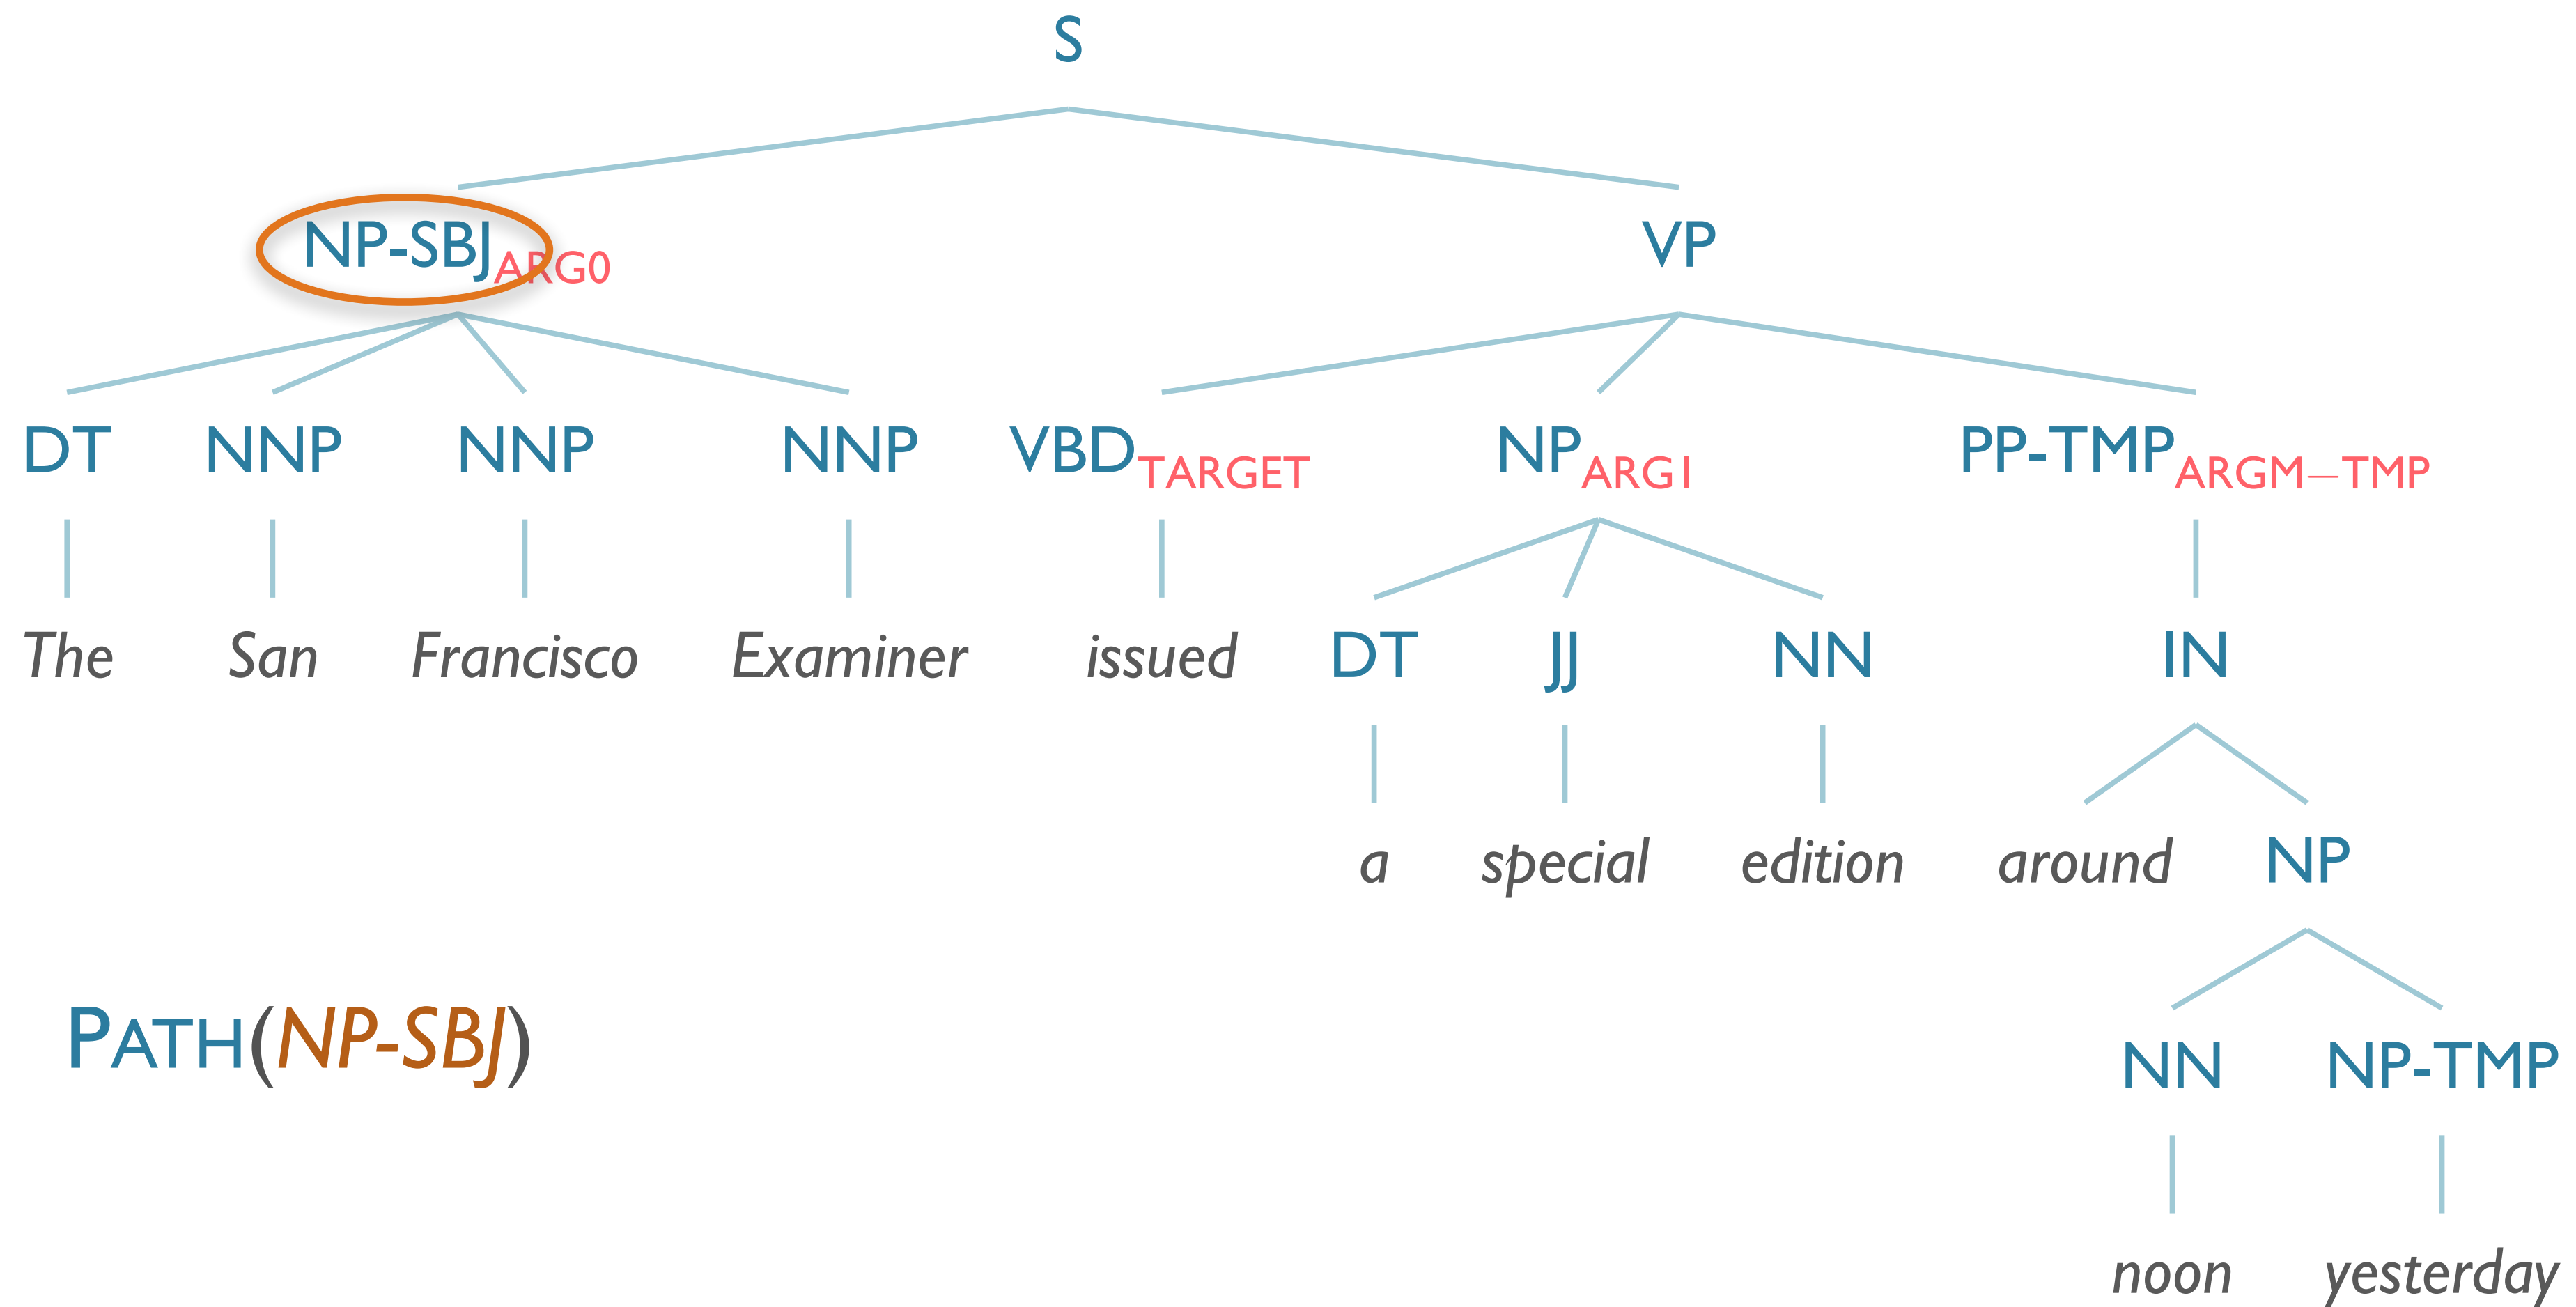 S
NP-SBJ ARG0 VP
DT NNP NNP NNP VBD TARGET NP ARG1 PP-TMP ARGM–TMP
The San Francisco Examiner issued DT JJ NN IN
a special edition around NP
PATH(NP-SBJ) NN NP-TMP
noon yesterday